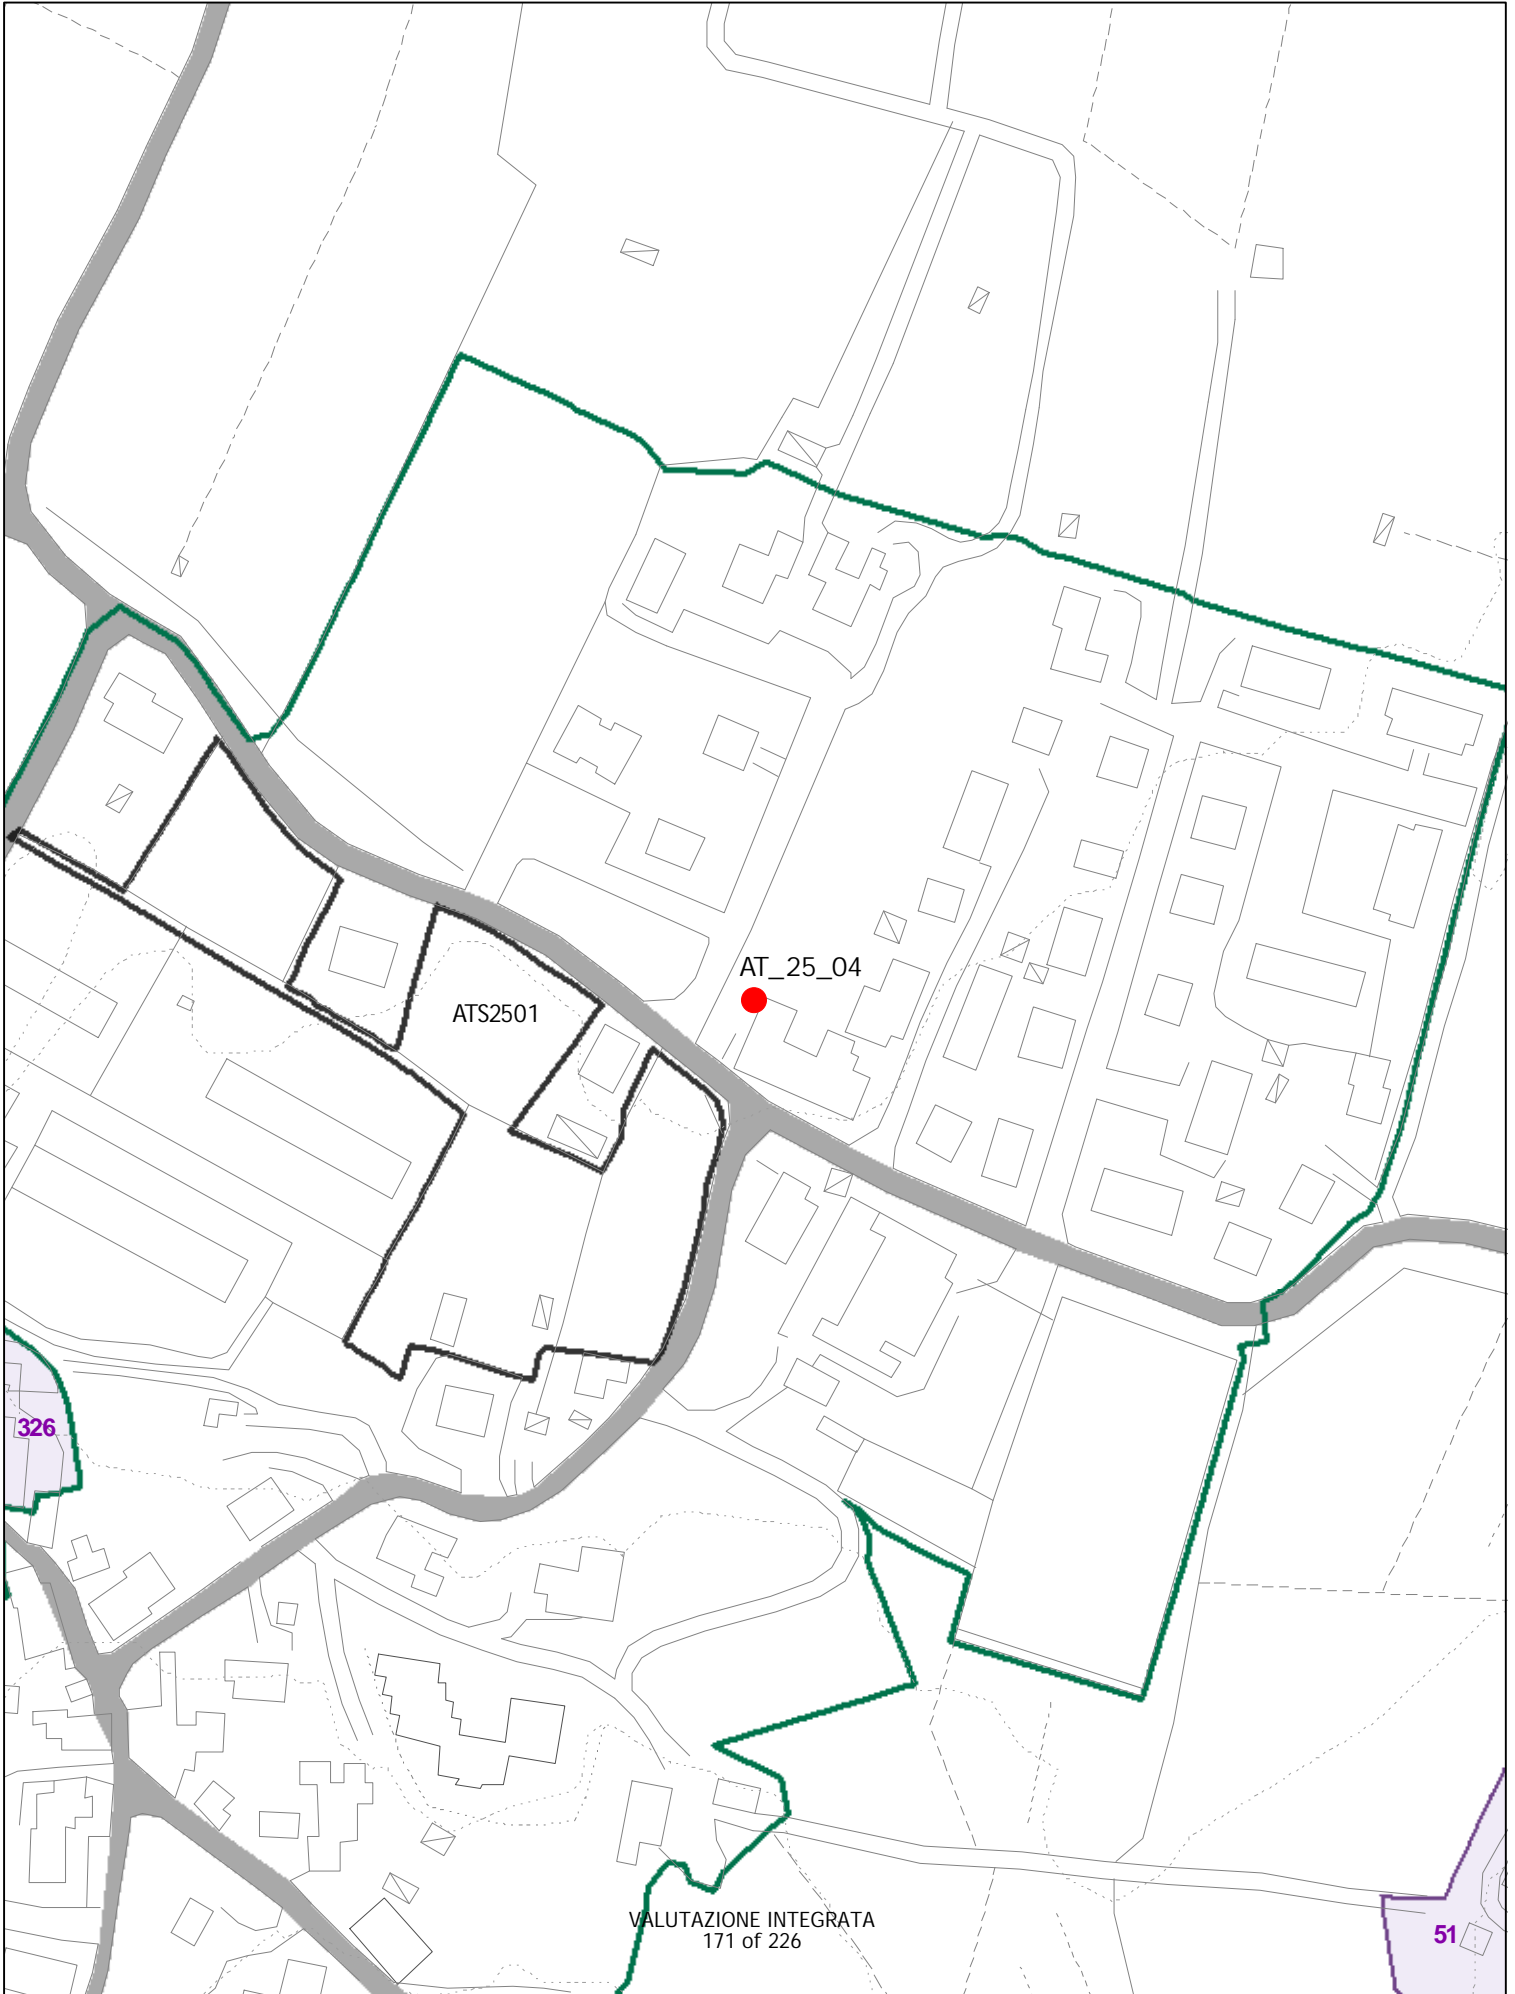 AT_25_04
ATS2501
326
VALUTAZIONE INTEGRATA
171 of 226
51